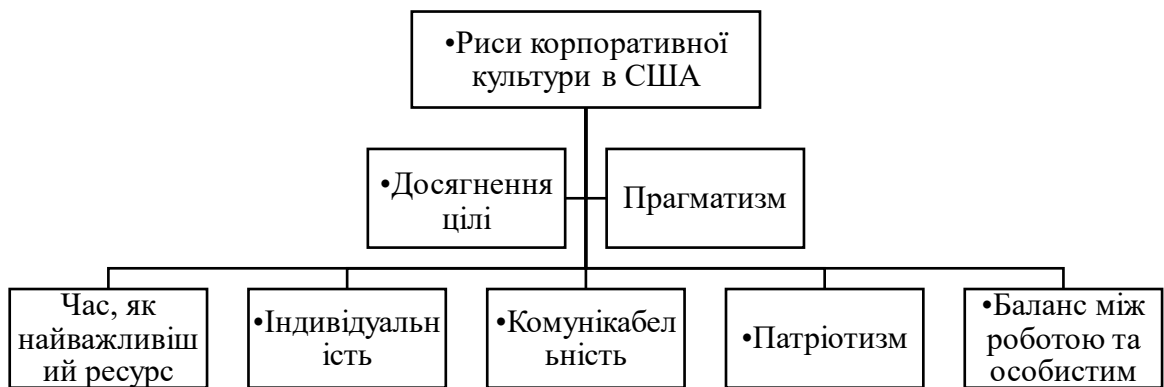 •Риси корпоративної
культури в США
•Досягнення
цілі
Прагматизм
Час, як
найважливіш
ий ресурс
•Індивідуальн
ість
•Комунікабел
ьність
•Патріотизм
•Баланс між
роботою та
особистим